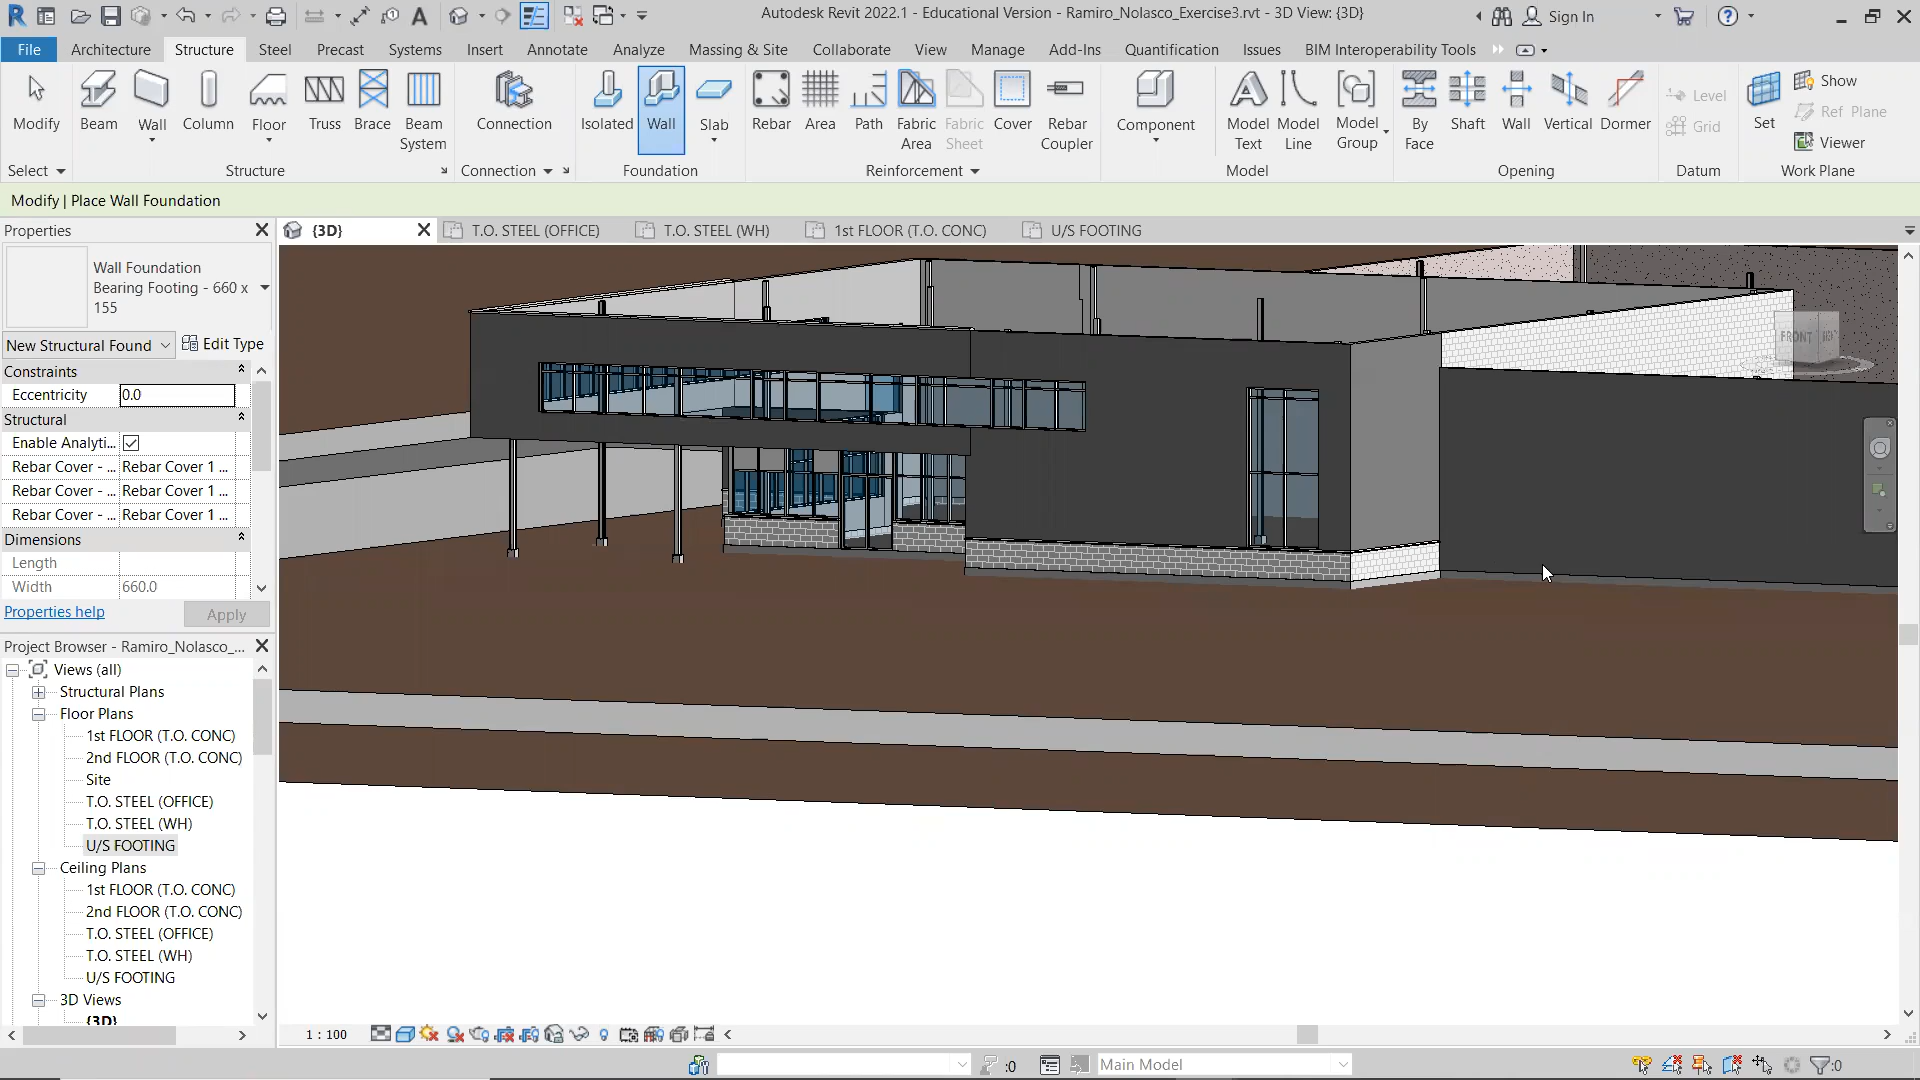 Autodesk Revit 2022.1 - Educational Version - Ramiro_Nolasco_Exercise3.rvt - 3D View: {3D}
Sign In
File Architecture Structure Steel Precast Systems Insert Annotate Analyze Massing & Site Collaborate View Manage Add-Ins Quantification Issues BIM Interoperability Tools
Modify Beam Wall Column Floor Truss Brace Beam System Connection Isolated Wall Slab Rebar Area Path Fabric Area Fabric Sheet Cover Rebar Coupler Component Model Text Model Line Model Group By Face Shaft Wall Vertical Dormer Level Grid Set Show Ref Plane Viewer
Select Structure Connection Foundation Reinforcement Model Opening Datum Work Plane
Modify | Place Wall Foundation
Properties
{3D} T.O. STEEL (OFFICE) T.O. STEEL (WH) 1st FLOOR (T.O. CONC) U/S FOOTING
Wall Foundation
Bearing Footing - 660 x
155
New Structural Found Edit Type
Constraints
Eccentricity 0.0
Structural
Enable Analyti...
Rebar Cover - ... Rebar Cover 1 ...
Rebar Cover - ... Rebar Cover 1 ...
Rebar Cover - ... Rebar Cover 1 ...
Dimensions
Length
Width 660.0
Properties help Apply
FRONT
Project Browser - Ramiro_Nolasco_...
Views (all)
Structural Plans
Floor Plans
1st FLOOR (T.O. CONC)
2nd FLOOR (T.O. CONC)
Site
T.O. STEEL (OFFICE)
T.O. STEEL (WH)
U/S FOOTING
Ceiling Plans
1st FLOOR (T.O. CONC)
2nd FLOOR (T.O. CONC)
T.O. STEEL (OFFICE)
T.O. STEEL (WH)
U/S FOOTING
3D Views
{3D}
1 : 100
:0 Main Model :0